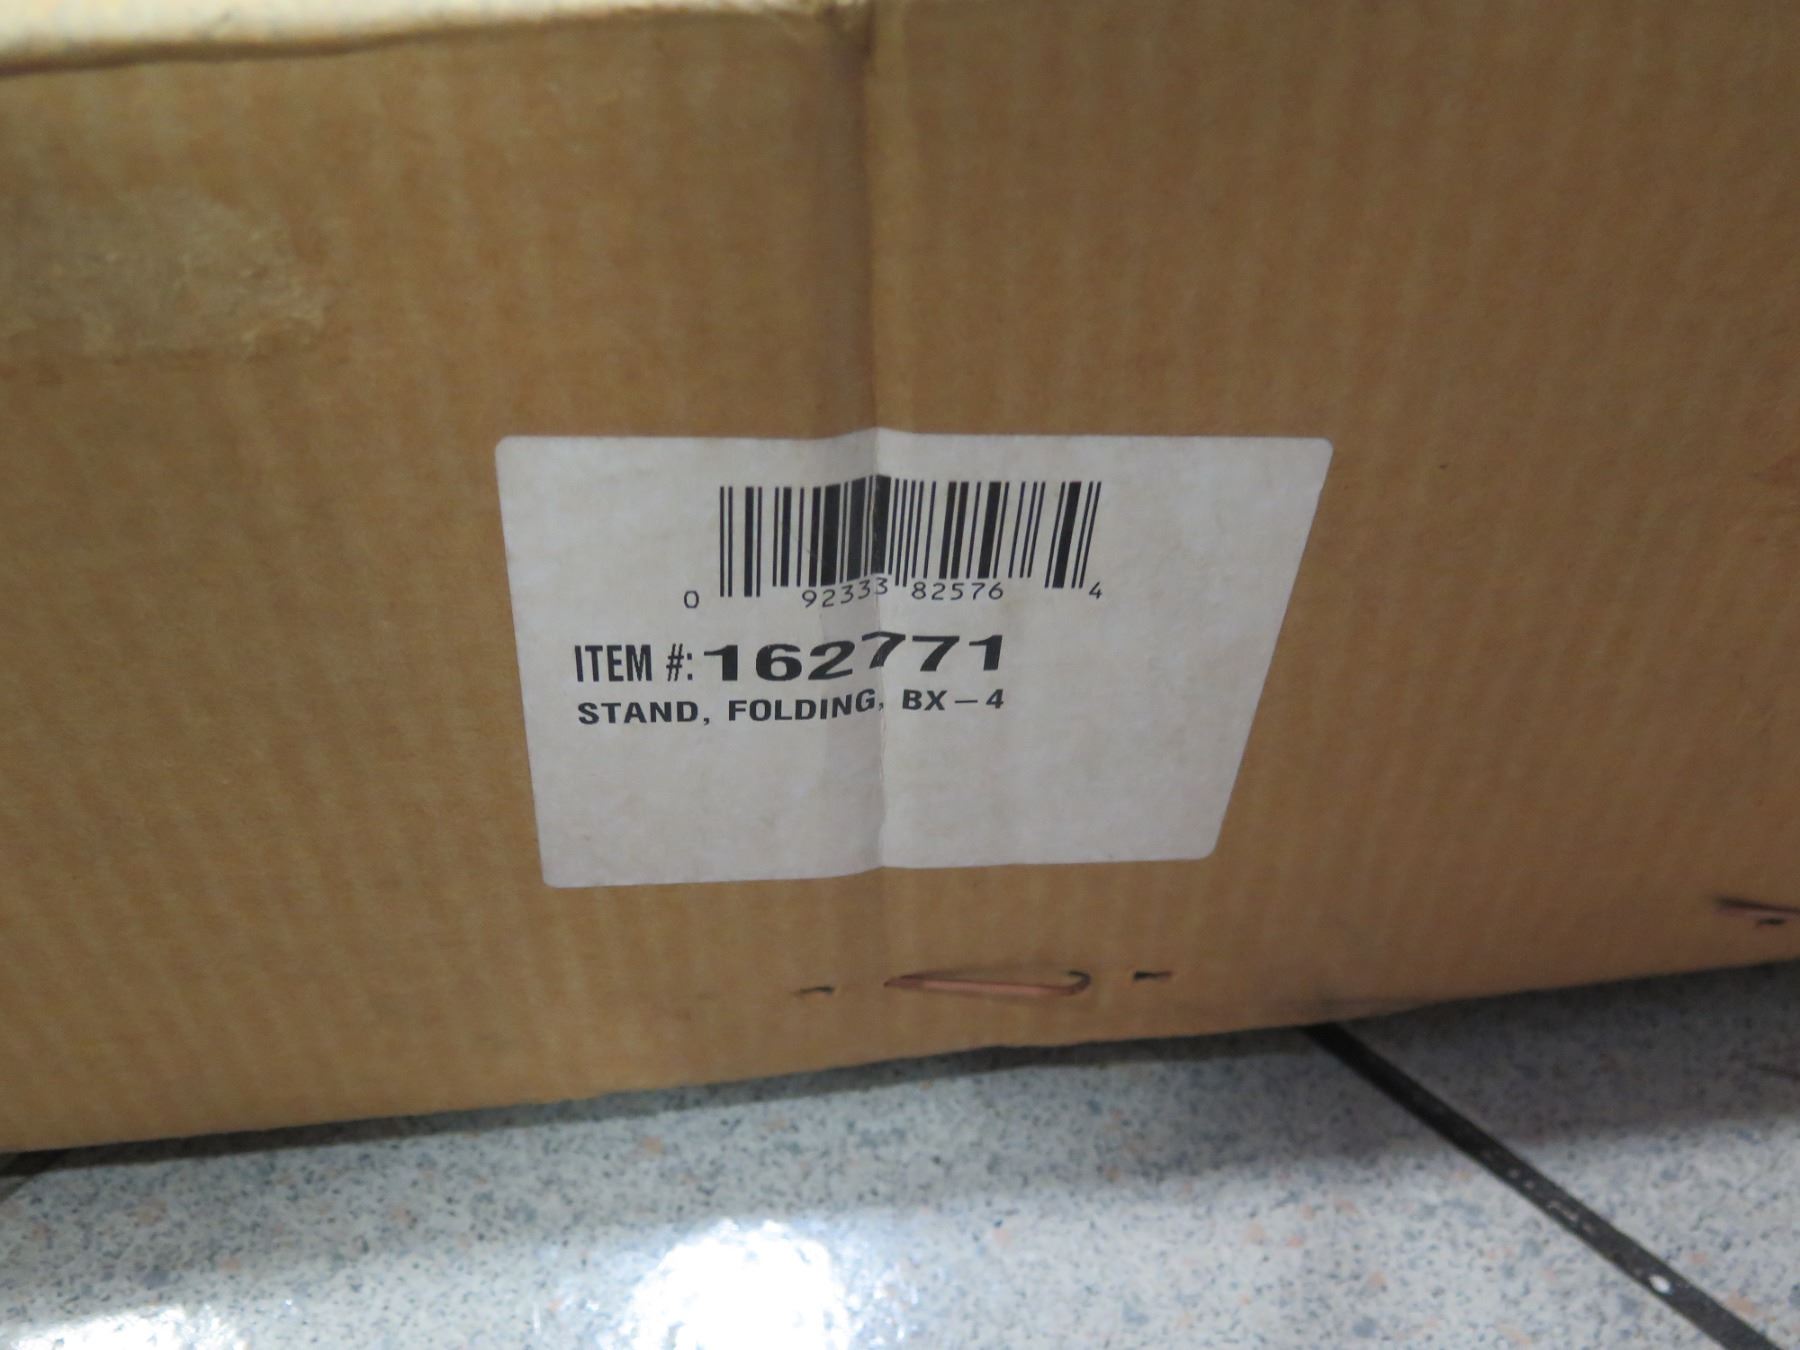 0 92333 82576 4
ITEM #: 162771
STAND, FOLDING, BX-4